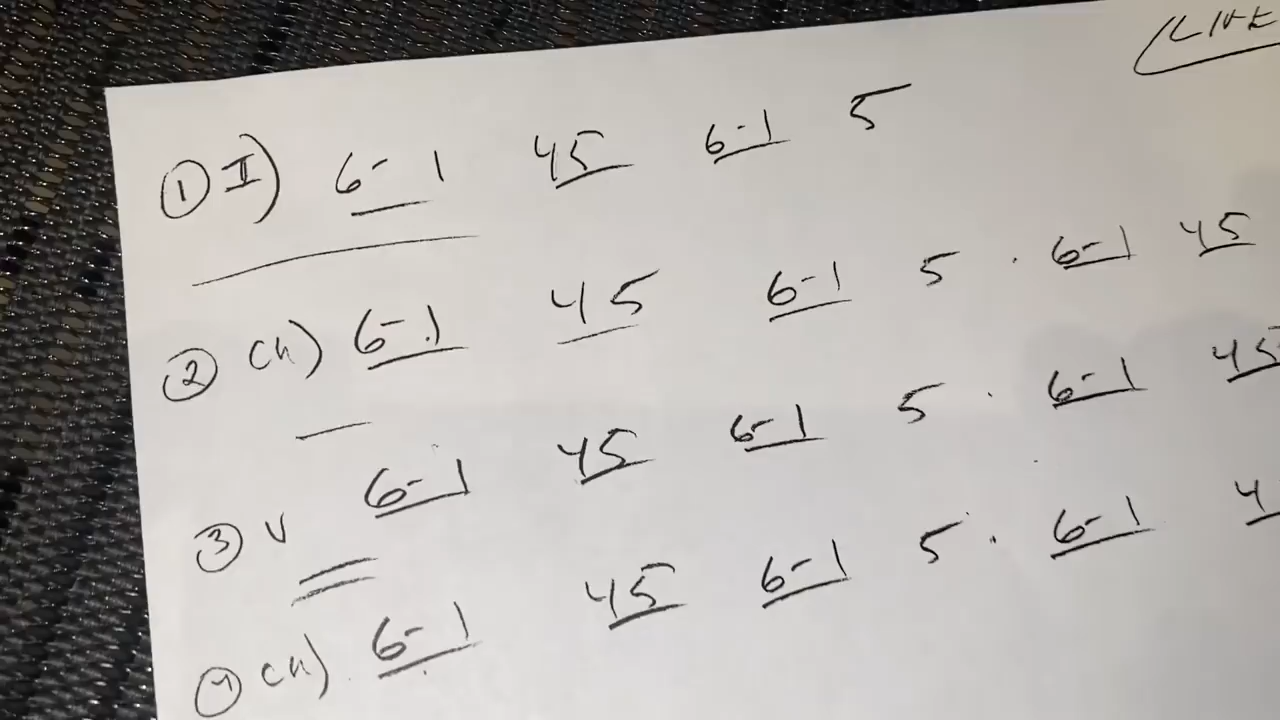 ① I) 6- 1 45 6-1 5
② CH) 6-1 45 6-1 5 . 6-1 45
③ V 6-1 45 6-1 5 . 6-1 45
④ CH) 6-1 45 6-1 5 . 6-1 4